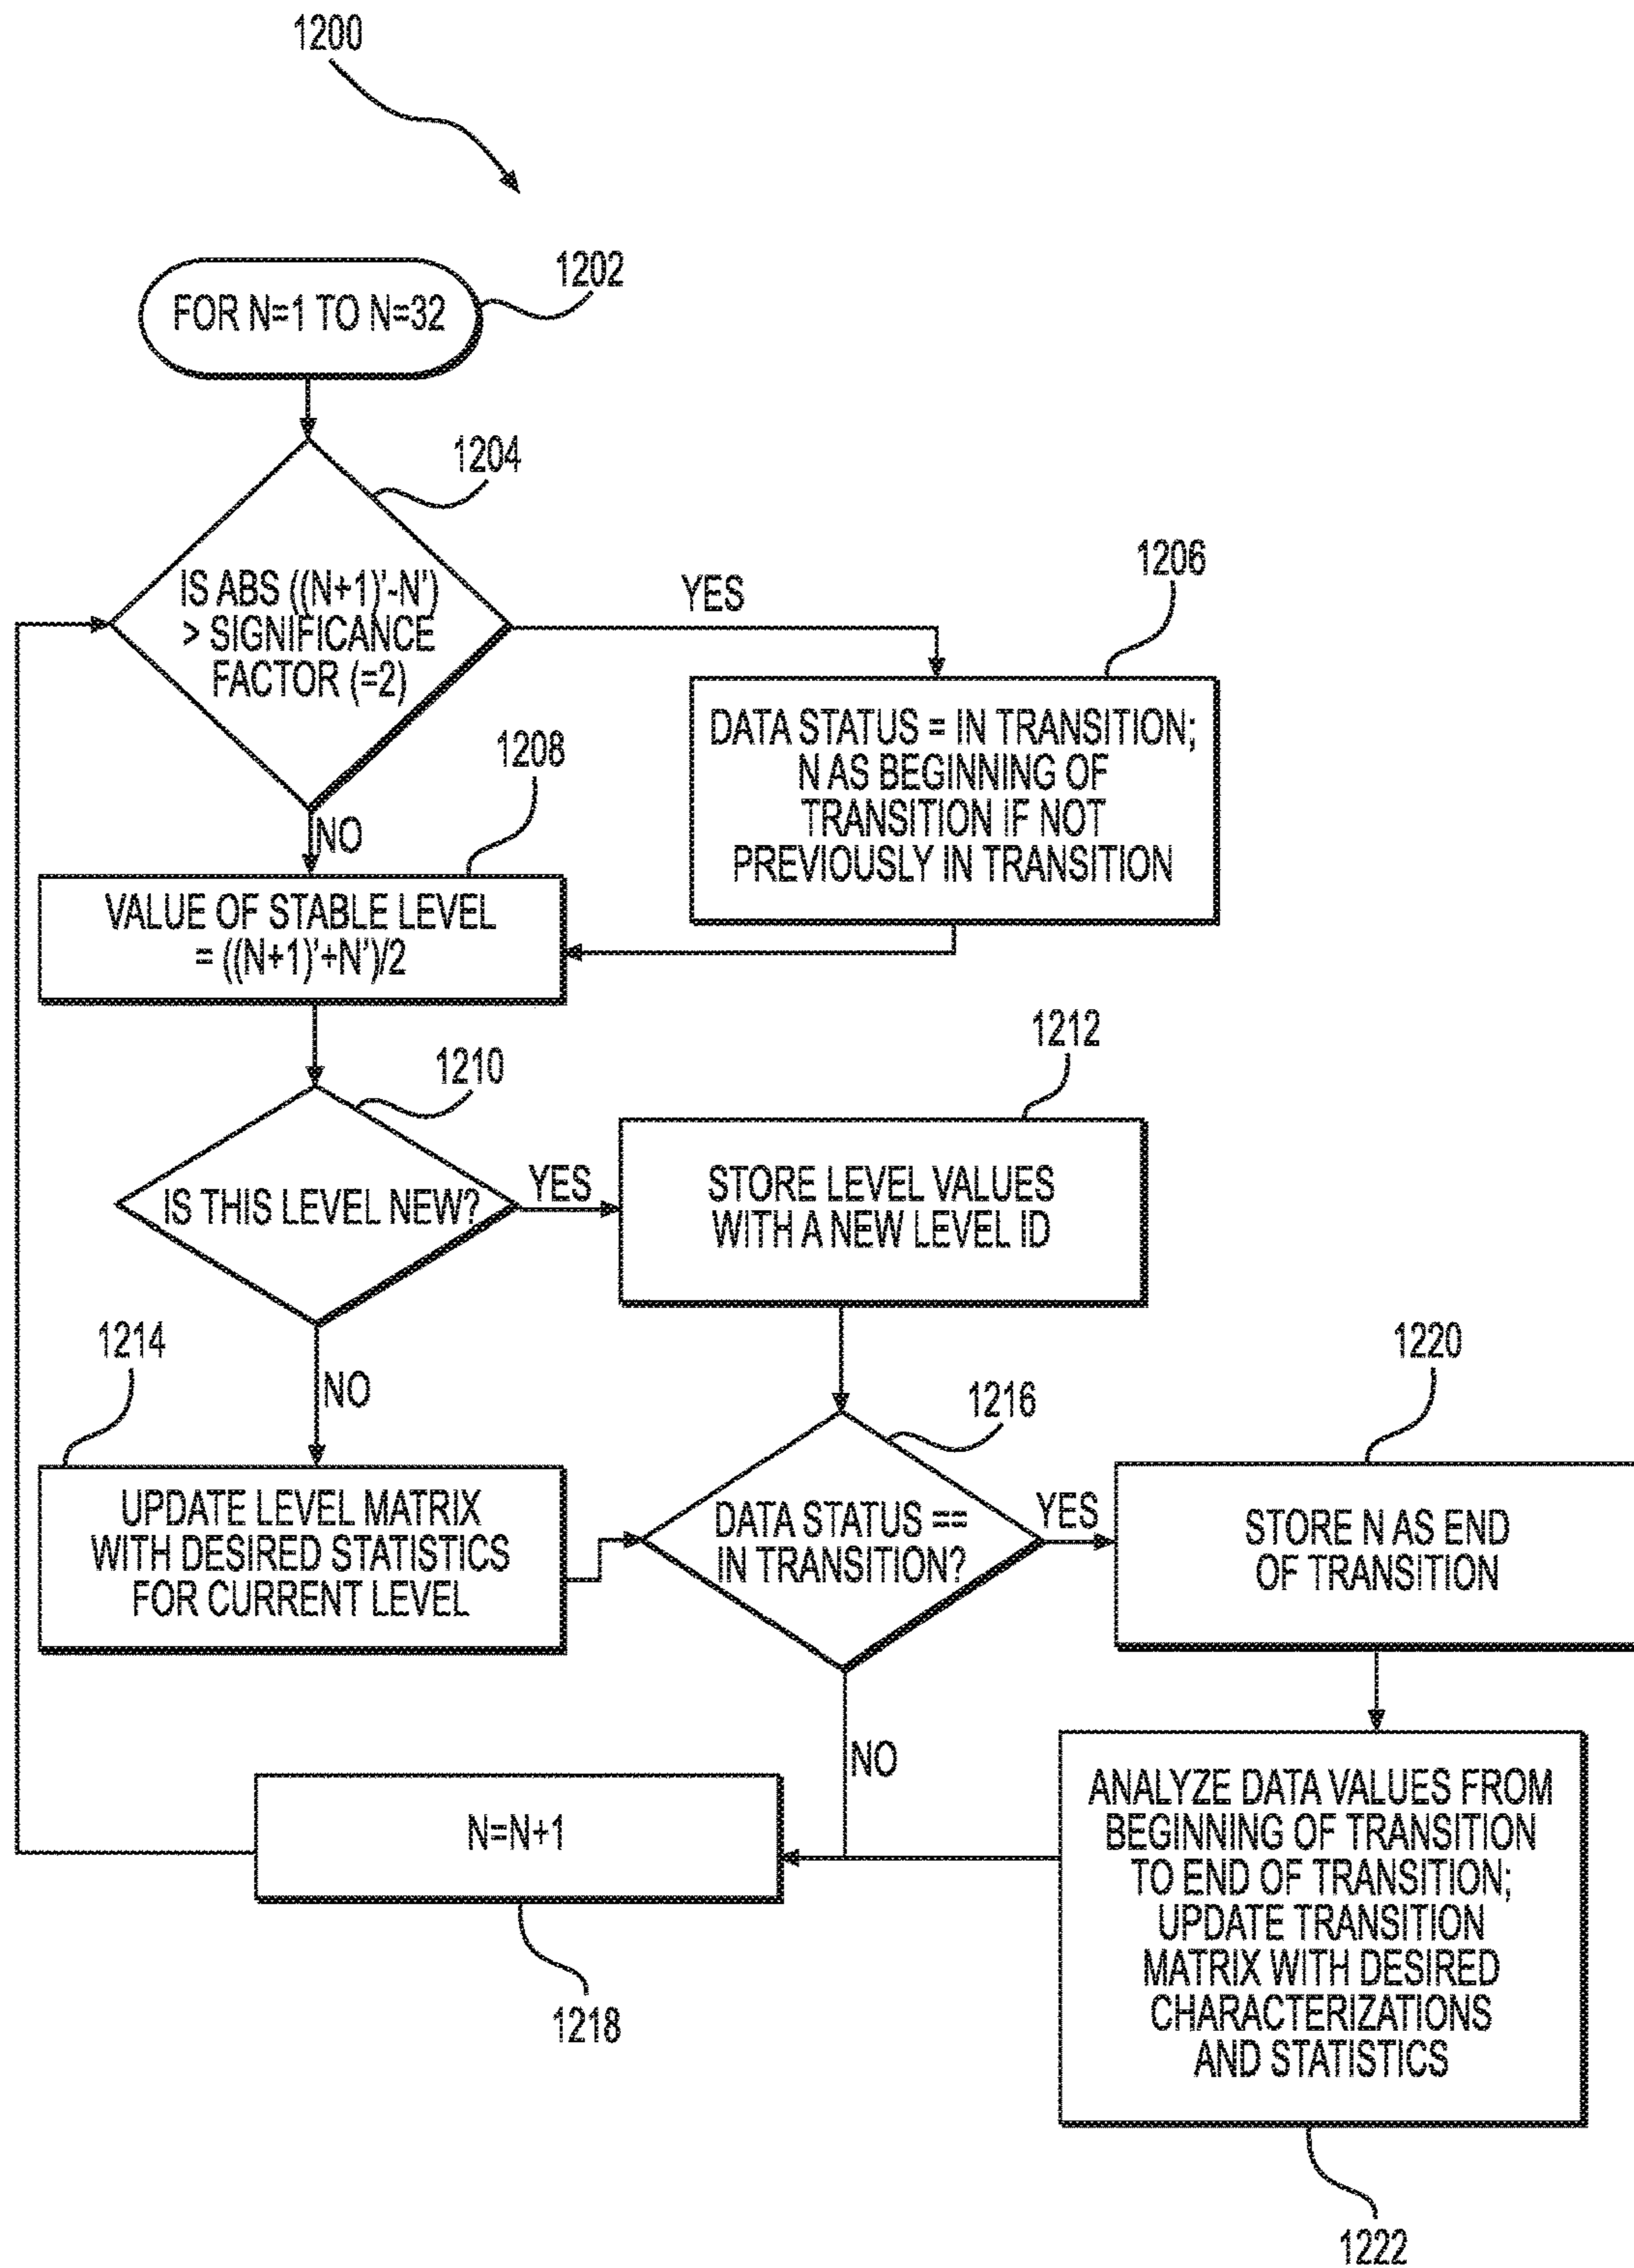 1200
1202
FOR N=1 TO N=32
1204
IS ABS ((N+1)'-N')
> SIGNIFICANCE
FACTOR (=2)
YES
1206
DATA STATUS = IN TRANSITION;
N AS BEGINNING OF
TRANSITION IF NOT
PREVIOUSLY IN TRANSITION
NO
1208
VALUE OF STABLE LEVEL
= ((N+1)'+N')/2
1210
IS THIS LEVEL NEW?
YES
1212
STORE LEVEL VALUES
WITH A NEW LEVEL ID
NO
1214
UPDATE LEVEL MATRIX
WITH DESIRED STATISTICS
FOR CURRENT LEVEL
1216
DATA STATUS ==
IN TRANSITION?
YES
1220
STORE N AS END
OF TRANSITION
NO
N=N+1
1218
ANALYZE DATA VALUES FROM
BEGINNING OF TRANSITION
TO END OF TRANSITION;
UPDATE TRANSITION
MATRIX WITH DESIRED
CHARACTERIZATIONS
AND STATISTICS
1222